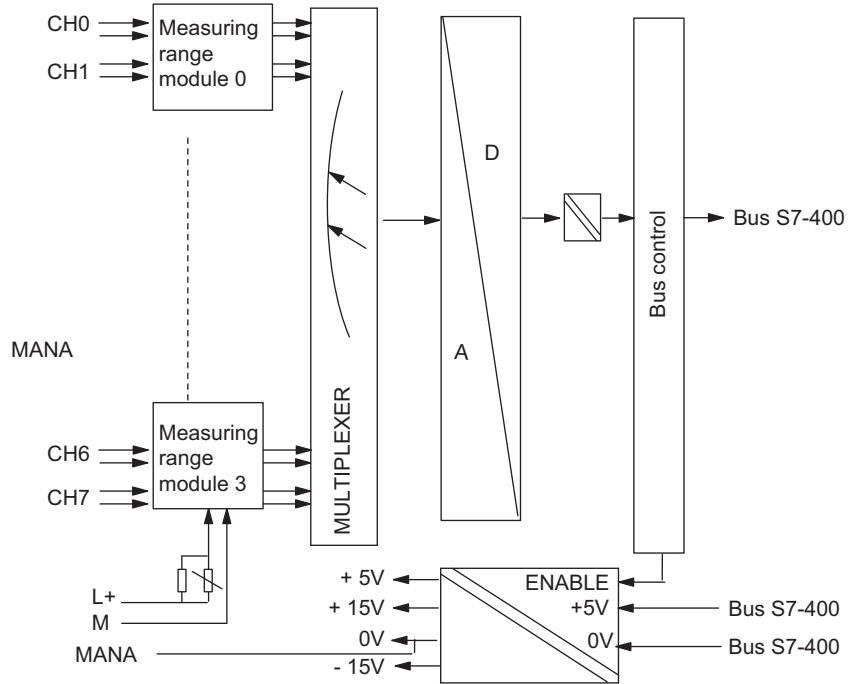 CH0
CH1
Measuring
range
module 0
MANA
CH6
CH7
Measuring
range
module 3
L+
M
MANA
MULTIPLEXER
A
D
Bus control
Bus S7-400
+ 5V
+ 15V
0V
- 15V
ENABLE
+5V
0V
Bus S7-400
Bus S7-400